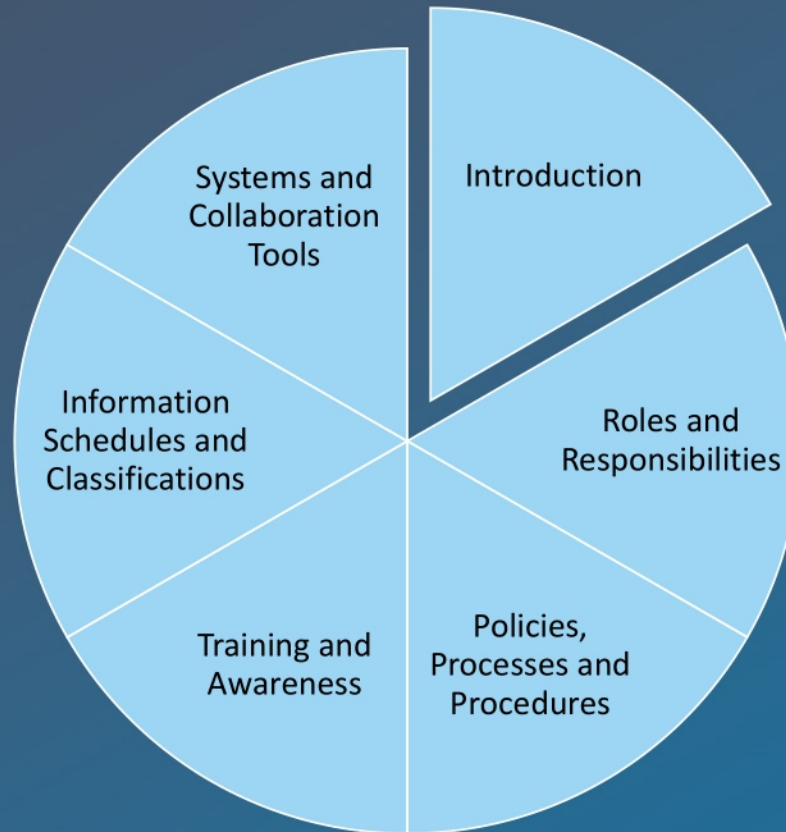 Introduction
Roles and
Responsibilities
Policies,
Processes and
Procedures
Training and
Awareness
Information
Schedules and
Classifications
Systems and
Collaboration
Tools